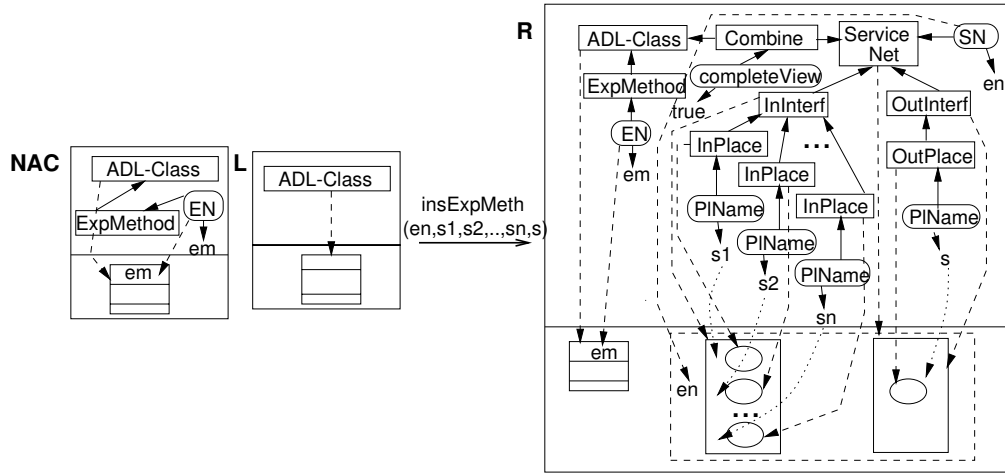 NAC
ADL-Class
ExpMethod
EN
em
em
L
ADL-Class
insExpMeth
(en,s1,s2,..,sn,s)
R
ADL-Class
Combine
Service
Net
SN
en
completeView
ExpMethod
true
InInterf
OutInterf
EN
em
InPlace
...
OutPlace
InPlace
InPlace
PlName
PlName
PlName
s1
s
PlName
s2
sn
em
en
...